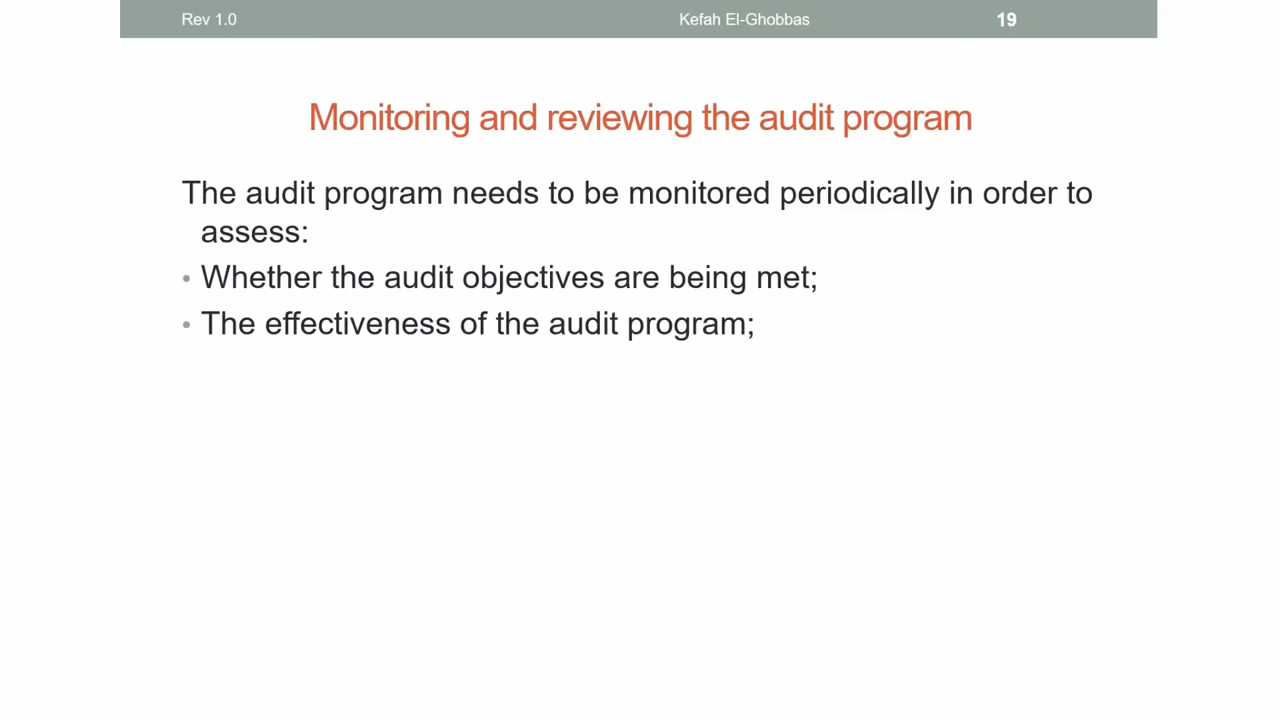 Rev 1.0 Kefah El-Ghobbas 19
Monitoring and reviewing the audit program
The audit program needs to be monitored periodically in order to
assess:
• Whether the audit objectives are being met;
• The effectiveness of the audit program;